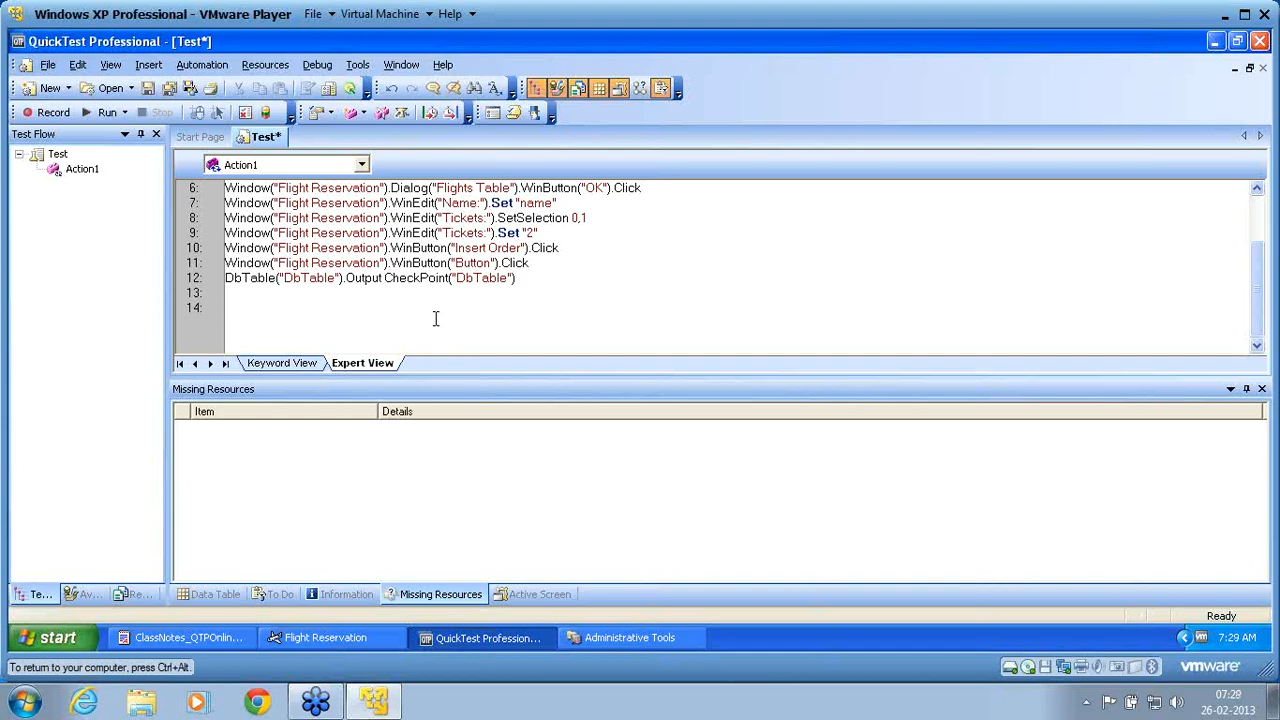 Windows XP Professional - VMware Player File Virtual Machine Help
QuickTest Professional - [Test*]
File Edit View Insert Automation Resources Debug Tools Window Help
New Open
Record Run Stop
Test Flow
Start Page Test*
Test
Action1
Action1
6: Window("Flight Reservation").Dialog("Flights Table").WinButton("OK").Click
7: Window("Flight Reservation").WinEdit("Name:").Set "name"
8: Window("Flight Reservation").WinEdit("Tickets:").SetSelection 0,1
9: Window("Flight Reservation").WinEdit("Tickets:").Set "2"
10: Window("Flight Reservation").WinButton("Insert Order").Click
11: Window("Flight Reservation").WinButton("Button").Click
12: DbTable("DbTable").Output CheckPoint("DbTable")
13:
14:
Keyword View Expert View
Missing Resources
Item Details
Te... Av... Re... Data Table To Do Information Missing Resources Active Screen
Ready
start ClassNotes_QTPOnlin... Flight Reservation QuickTest Profession... Administrative Tools 7:29 AM
To return to your computer, press Ctrl+Alt. vmware
07:29
26-02-2013